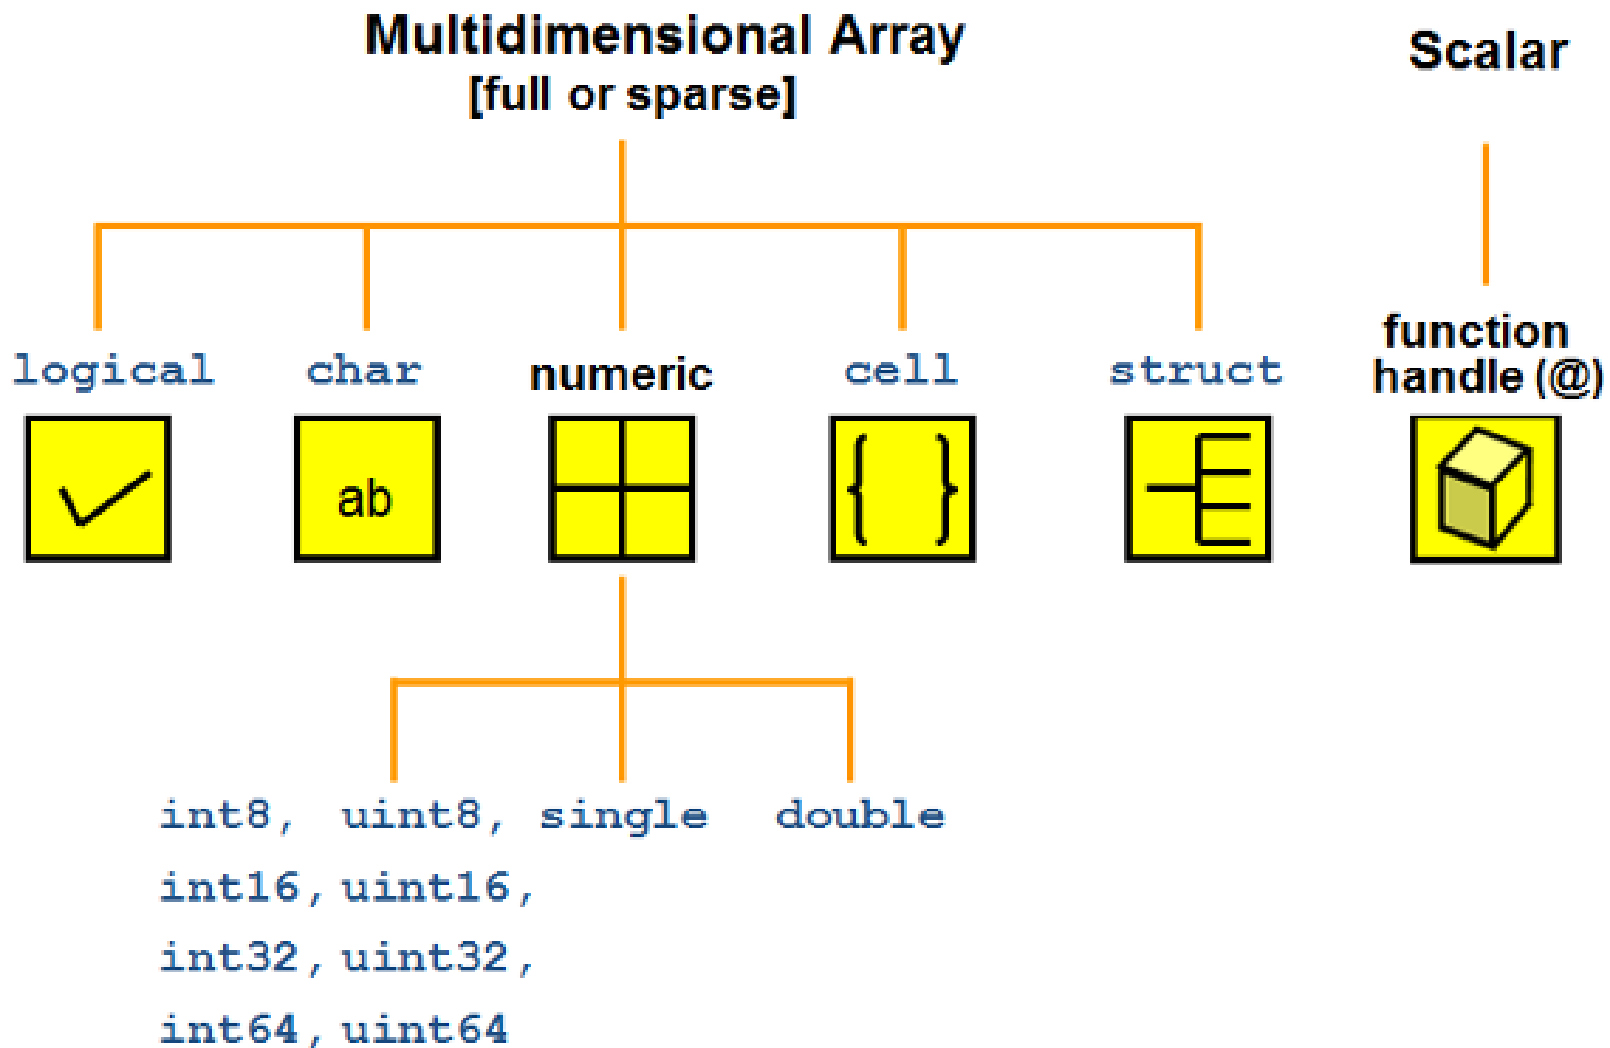 Multidimensional Array
[full or sparse]
Scalar
logical
char
numeric
cell
struct
function
handle (@)
ab
{ }
int8, uint8, single double
int16, uint16,
int32, uint32,
int64, uint64